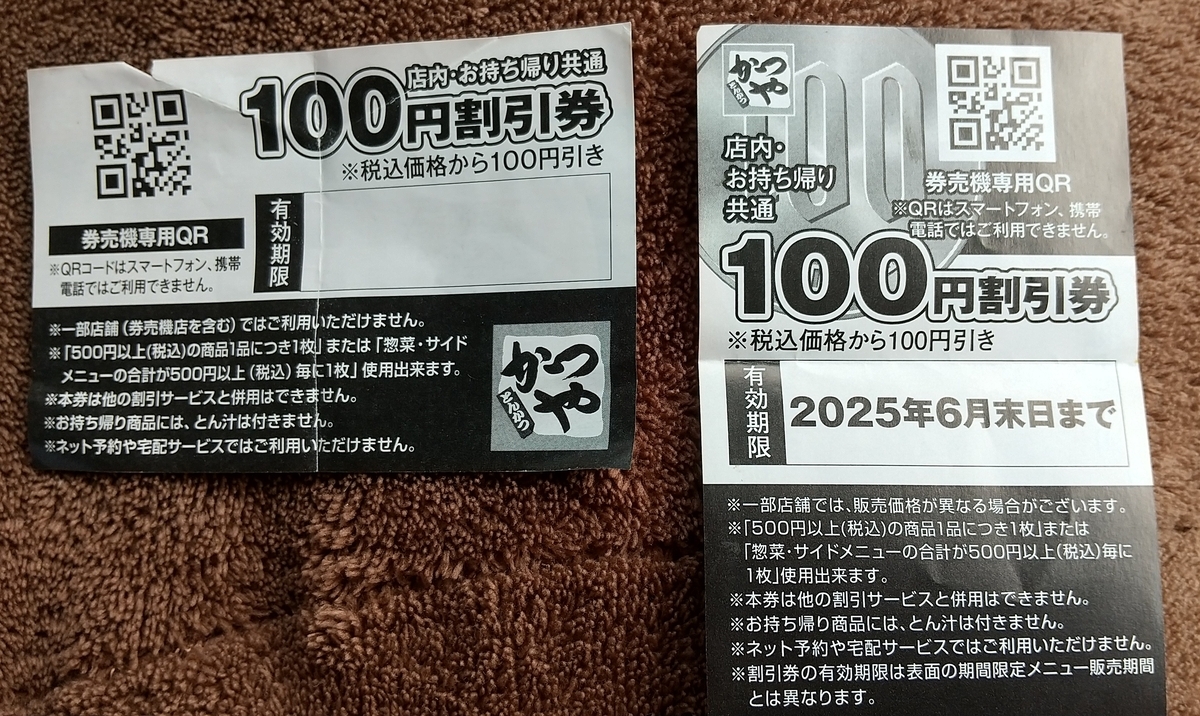 店内・お持ち帰り共通
100円割引券
※税込価格から100円引き
券売機専用QR
※QRコードはスマートフォン、携帯
電話ではご利用できません。
有効期限
※一部店舗(券売機店を含む)ではご利用いただけません。
※「500円以上(税込)の商品1品につき1枚」または「惣菜・サイド
メニューの合計が500円以上(税込)毎に1枚」使用出来ます。
※本券は他の割引サービスと併用はできません。
※お持ち帰り商品には、とん汁は付きません。
※ネット予約や宅配サービスではご利用いただけません。
かつや
とんかつ
かつや
とんかつ
店内・
お持ち帰り
共通
券売機専用QR
※QRはスマートフォン、携帯
電話ではご利用できません。
100円割引券
※税込価格から100円引き
有効期限
2025年6月末日まで
※一部店舗では、販売価格が異なる場合がございます。
※「500円以上(税込)の商品1品につき1枚」または
「惣菜・サイドメニューの合計が500円以上(税込)毎に
1枚」使用出来ます。
※本券は他の割引サービスと併用はできません。
※お持ち帰り商品には、とん汁は付きません。
※ネット予約や宅配サービスではご利用いただけません。
※割引券の有効期限は表面の期間限定メニュー販売期間
とは異なります。